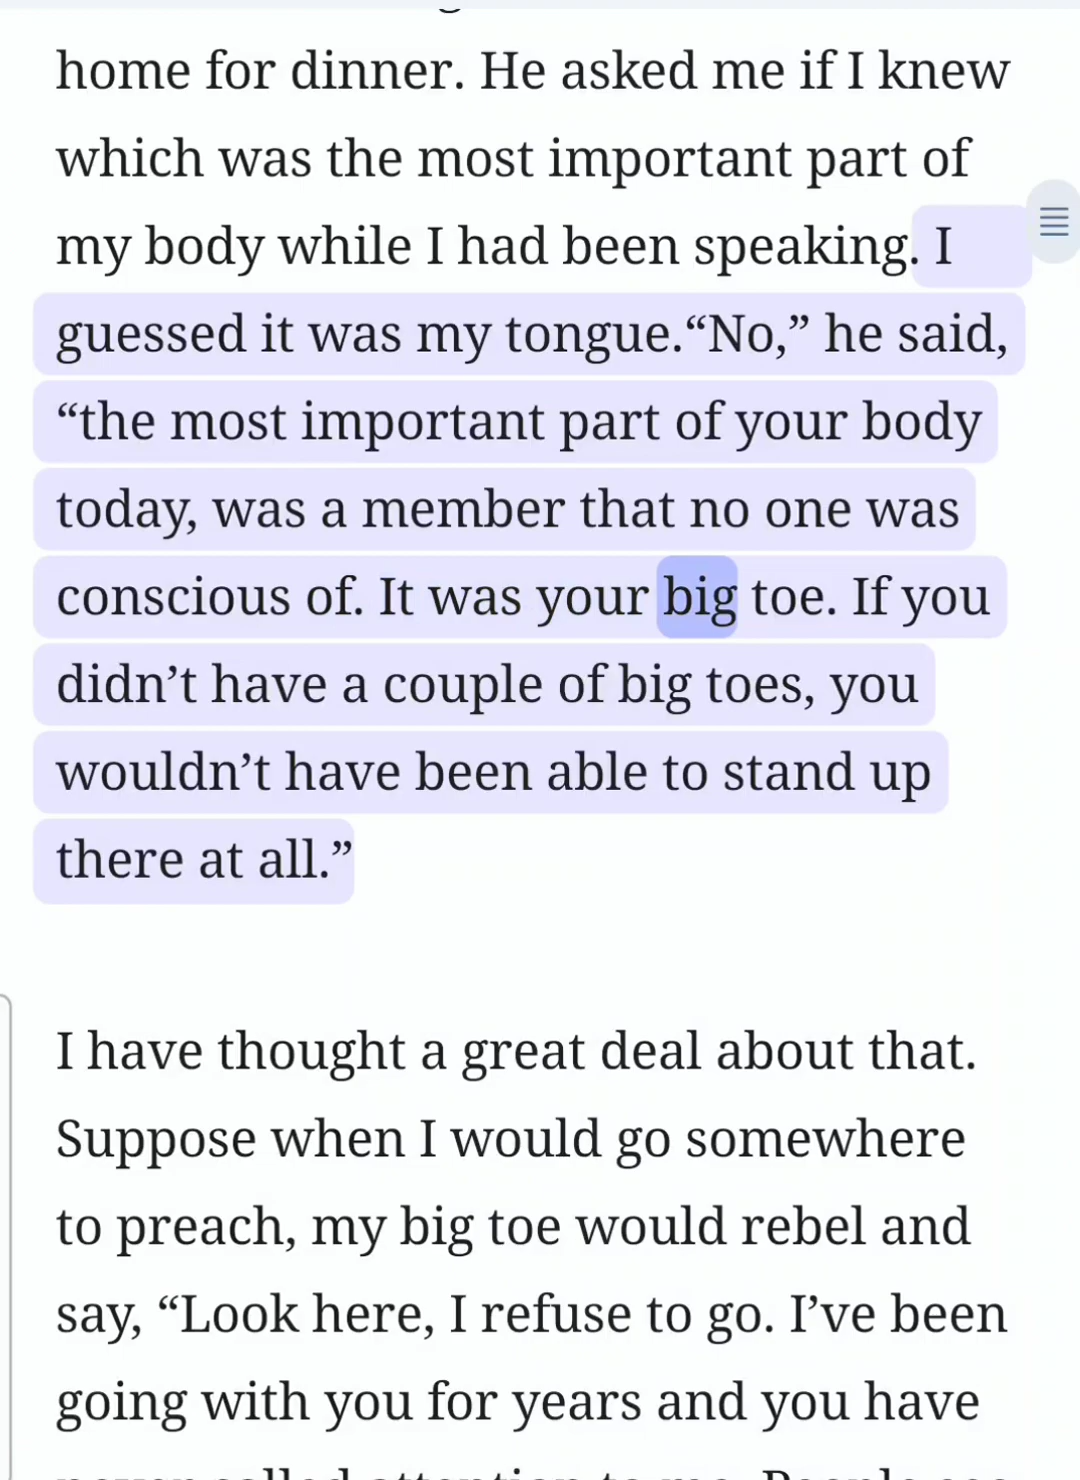 home for dinner. He asked me if I knew
which was the most important part of
my body while I had been speaking. I
guessed it was my tongue.“No,” he said,
“the most important part of your body
today, was a member that no one was
conscious of. It was your big toe. If you
didn’t have a couple of big toes, you
wouldn’t have been able to stand up
there at all.”
I have thought a great deal about that.
Suppose when I would go somewhere
to preach, my big toe would rebel and
say, “Look here, I refuse to go. I’ve been
going with you for years and you have